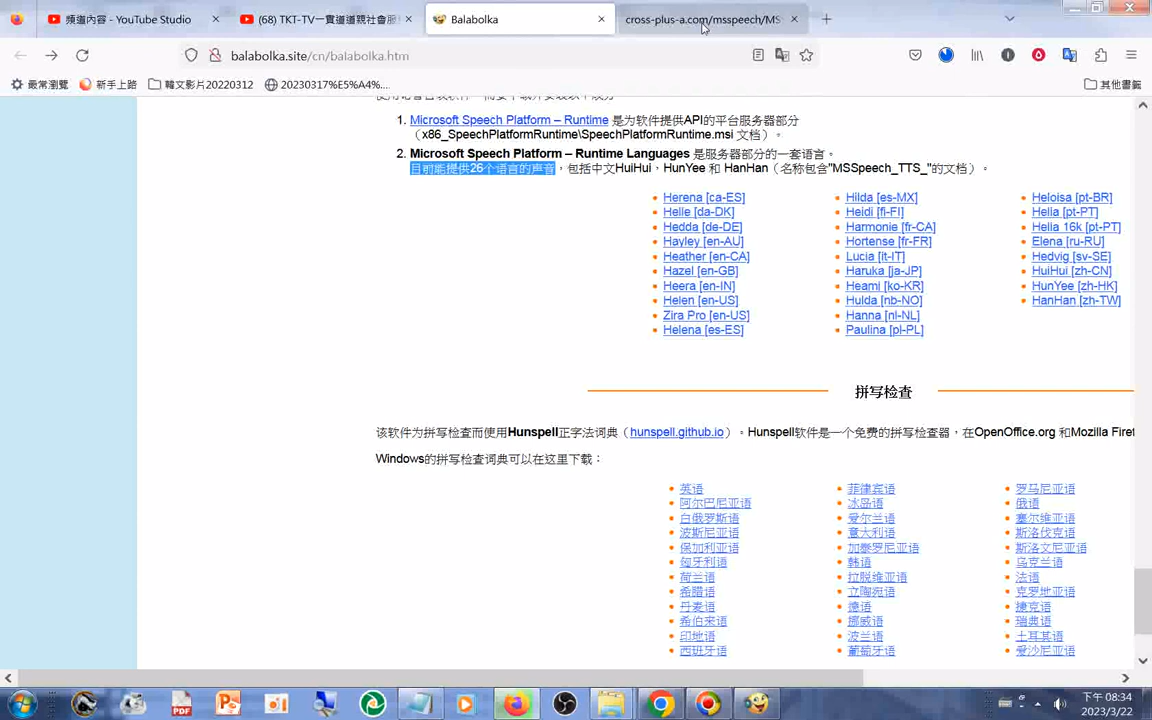 頻道內容 - YouTube Studio
(68) TKT-TV一貫道道親社會服
Balabolka
cross-plus-a.com/msspeech/MS
balabolka.site/cn/balabolka.htm
最常瀏覽
新手上路
韓文影片20220312
20230317%E5%A4%...
其他書籤
1. Microsoft Speech Platform – Runtime 是为软件提供API的平台服务器部分
（x86_SpeechPlatformRuntime\SpeechPlatformRuntime.msi 文档）。
2. Microsoft Speech Platform – Runtime Languages 是服务器部分的一套语言。
目前能提供26个语言的声音，包括中文HuiHui，HunYee 和 HanHan（名称包含"MSSpeech_TTS_"的文档）。
Herena [ca-ES]
Helle [da-DK]
Hedda [de-DE]
Hayley [en-AU]
Heather [en-CA]
Hazel [en-GB]
Heera [en-IN]
Helen [en-US]
Zira Pro [en-US]
Helena [es-ES]
Hilda [es-MX]
Heidi [fi-FI]
Harmonie [fr-CA]
Hortense [fr-FR]
Lucia [it-IT]
Haruka [ja-JP]
Heami [ko-KR]
Hulda [nb-NO]
Hanna [nl-NL]
Paulina [pl-PL]
Heloisa [pt-BR]
Helia [pt-PT]
Helia 16k [pt-PT]
Elena [ru-RU]
Hedvig [sv-SE]
HuiHui [zh-CN]
HunYee [zh-HK]
HanHan [zh-TW]
拼写检查
该软件为拼写检查而使用Hunspell正字法词典（hunspell.github.io）。Hunspell软件是一个免费的拼写检查器，在OpenOffice.org 和Mozilla Firef
Windows的拼写检查词典可以在这里下载：
英语
阿尔巴尼亚语
白俄罗斯语
波斯尼亚语
保加利亚语
匈牙利语
荷兰语
希腊语
丹麦语
希伯来语
印地语
西班牙语
菲律宾语
冰岛语
爱尔兰语
意大利语
加泰罗尼亚语
韩语
拉脱维亚语
立陶宛语
德语
挪威语
波兰语
葡萄牙语
罗马尼亚语
俄语
塞尔维亚语
斯洛伐克语
斯洛文尼亚语
乌克兰语
法语
克罗地亚语
捷克语
瑞典语
土耳其语
爱沙尼亚语
PDF
下午 08:34
2023/3/22